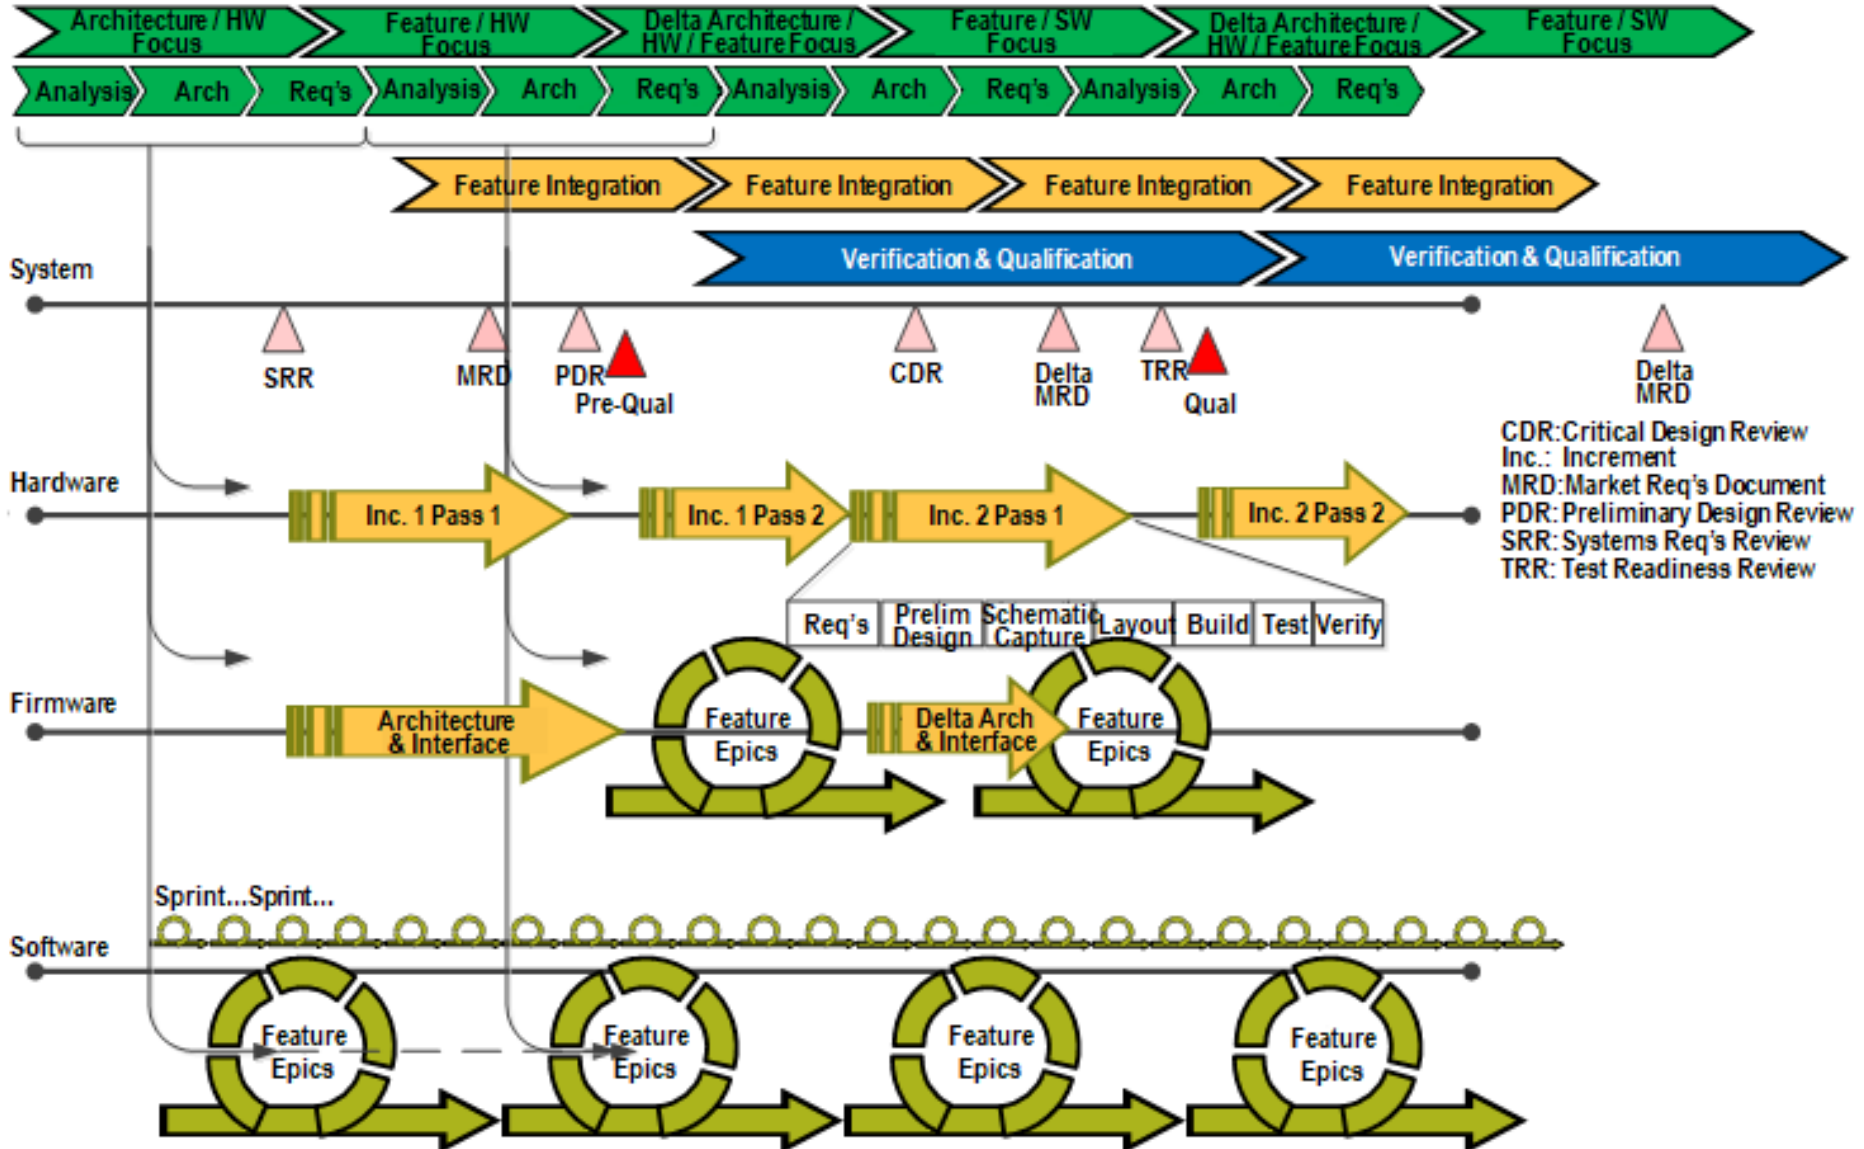 Architecture / HW
Focus
Feature / HW
Focus
Delta Architecture /
HW / Feature Focus
Feature / SW
Focus
Delta Architecture /
HW / Feature Focus
Feature / SW
Focus
Analysis
Arch
Req's
Analysis
Arch
Req's
Analysis
Arch
Req's
Analysis
Arch
Req's
Feature Integration
Feature Integration
Feature Integration
Feature Integration
Verification & Qualification
Verification & Qualification
System
SRR
MRD
PDR
Pre-Qual
CDR
Delta
MRD
TRR
Qual
Delta
MRD
CDR: Critical Design Review
Inc.: Increment
MRD: Market Req's Document
PDR: Preliminary Design Review
SRR: Systems Req's Review
TRR: Test Readiness Review
Hardware
Inc. 1 Pass 1
Inc. 1 Pass 2
Inc. 2 Pass 1
Inc. 2 Pass 2
Req's
Prelim
Design
Schematic
Capture
Layout
Build
Test
Verify
Firmware
Architecture
& Interface
Feature
Epics
Delta Arch
& Interface
Feature
Epics
Sprint...Sprint...
Software
Feature
Epics
Feature
Epics
Feature
Epics
Feature
Epics